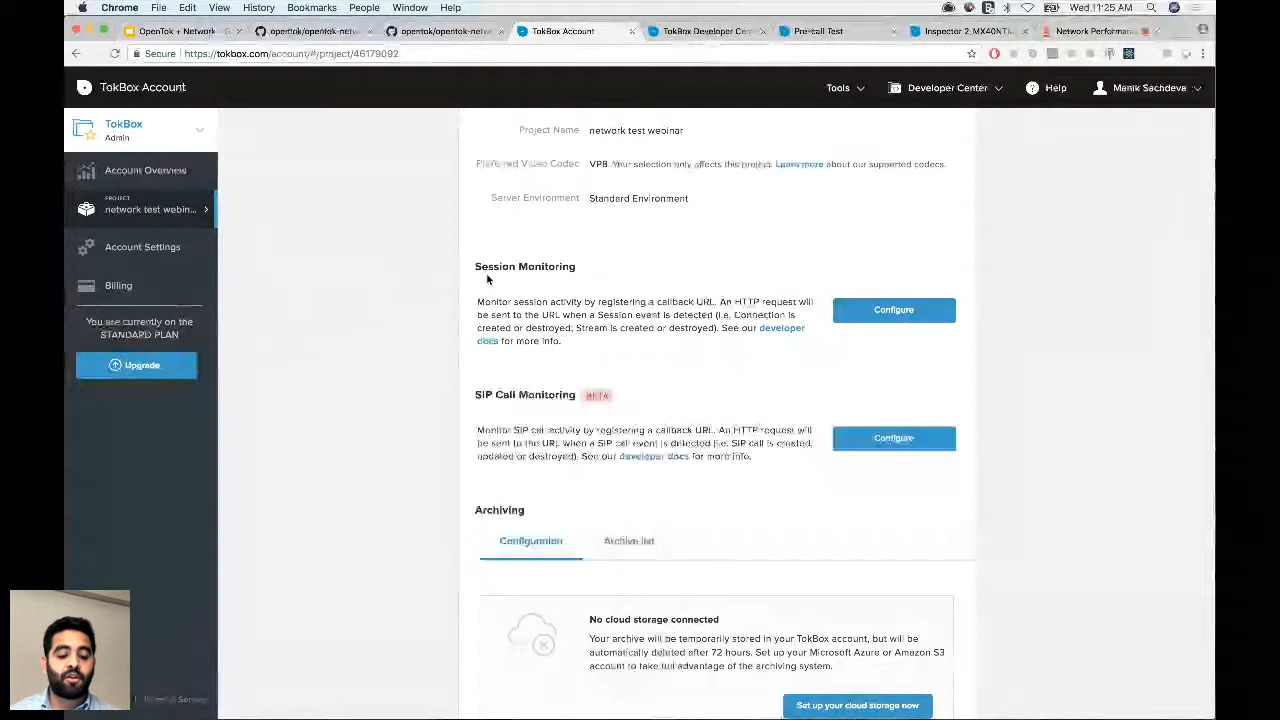 Chrome File Edit View History Bookmarks People Window Help Wed 11:25 AM
OpenTok + Network opentok/opentok-netw opentok/opentok-netw TokBox Account TokBox Developer Cen Pre-call Test Inspector 2_MX40NTI Network Performan
Secure https://tokbox.com/account/#/project/46179092
TokBox Account Tools Developer Center Help Manik Sachdeva
TokBox
Admin
Account Overview
PROJECT
network test webin...
Account Settings
Billing
You are currently on the
STANDARD PLAN
Upgrade
Project Name network test webinar
Preferred Video Codec VP8. Your selection only affects this project. Learn more about our supported codecs.
Server Environment Standard Environment
Session Monitoring
Monitor session activity by registering a callback URL. An HTTP request will
be sent to the URL when a Session event is detected (i.e. Connection is
created or destroyed; Stream is created or destroyed). See our developer
docs for more info.
Configure
SIP Call Monitoring BETA
Monitor SIP call activity by registering a callback URL. An HTTP request will
be sent to the URL when a SIP call event is detected (i.e. SIP call is created,
updated or destroyed). See our developer docs for more info.
Configure
Archiving
Configuration Archive list
No cloud storage connected
Your archive will be temporarily stored in your TokBox account, but will be
automatically deleted after 72 hours. Set up your Microsoft Azure or Amazon S3
account to take full advantage of the archiving system.
Set up your cloud storage now